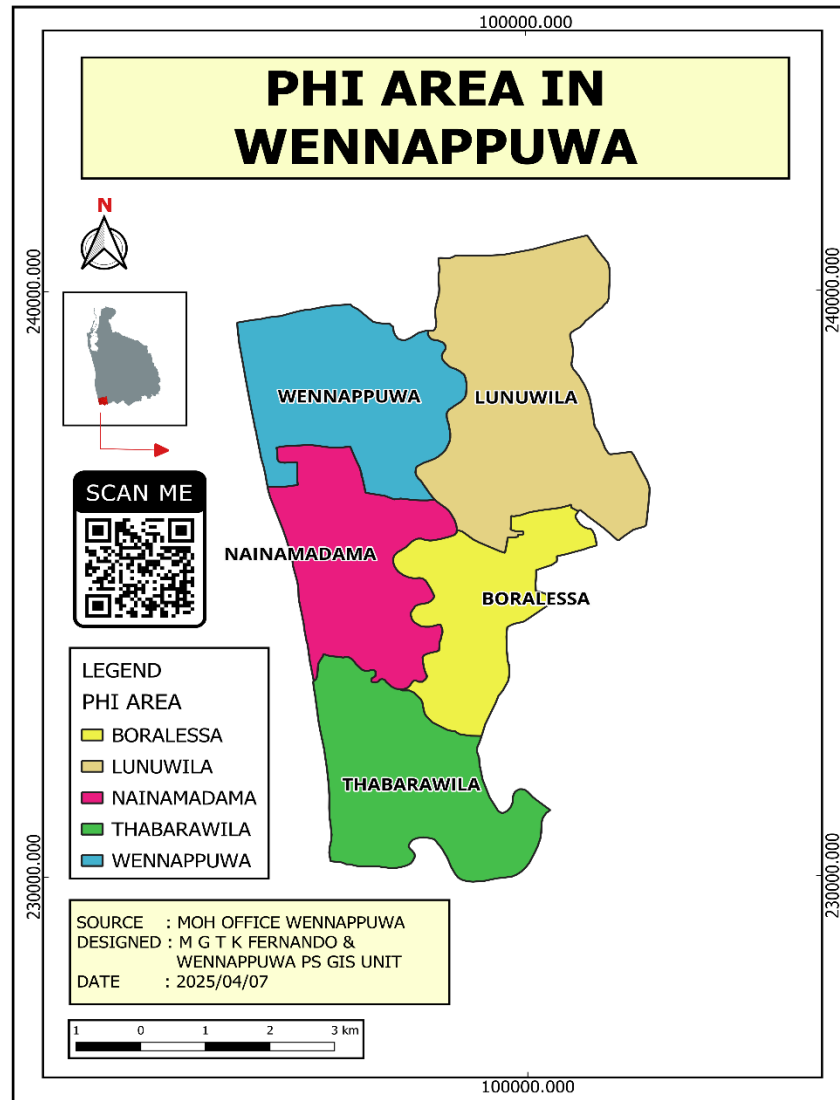 100000.000
PHI AREA IN
WENNAPPUWA
N
240000.000
240000.000
WENNAPPUWA
LUNUWILA
SCAN ME
NAINAMADAMA
BORALESSA
LEGEND
PHI AREA
BORALESSA
LUNUWILA
NAINAMADAMA
THABARAWILA
WENNAPPUWA
THABARAWILA
230000.000
230000.000
SOURCE : MOH OFFICE WENNAPPUWA
DESIGNED : M G T K FERNANDO &
WENNAPPUWA PS GIS UNIT
DATE : 2025/04/07
1 0 1 2 3 km
100000.000